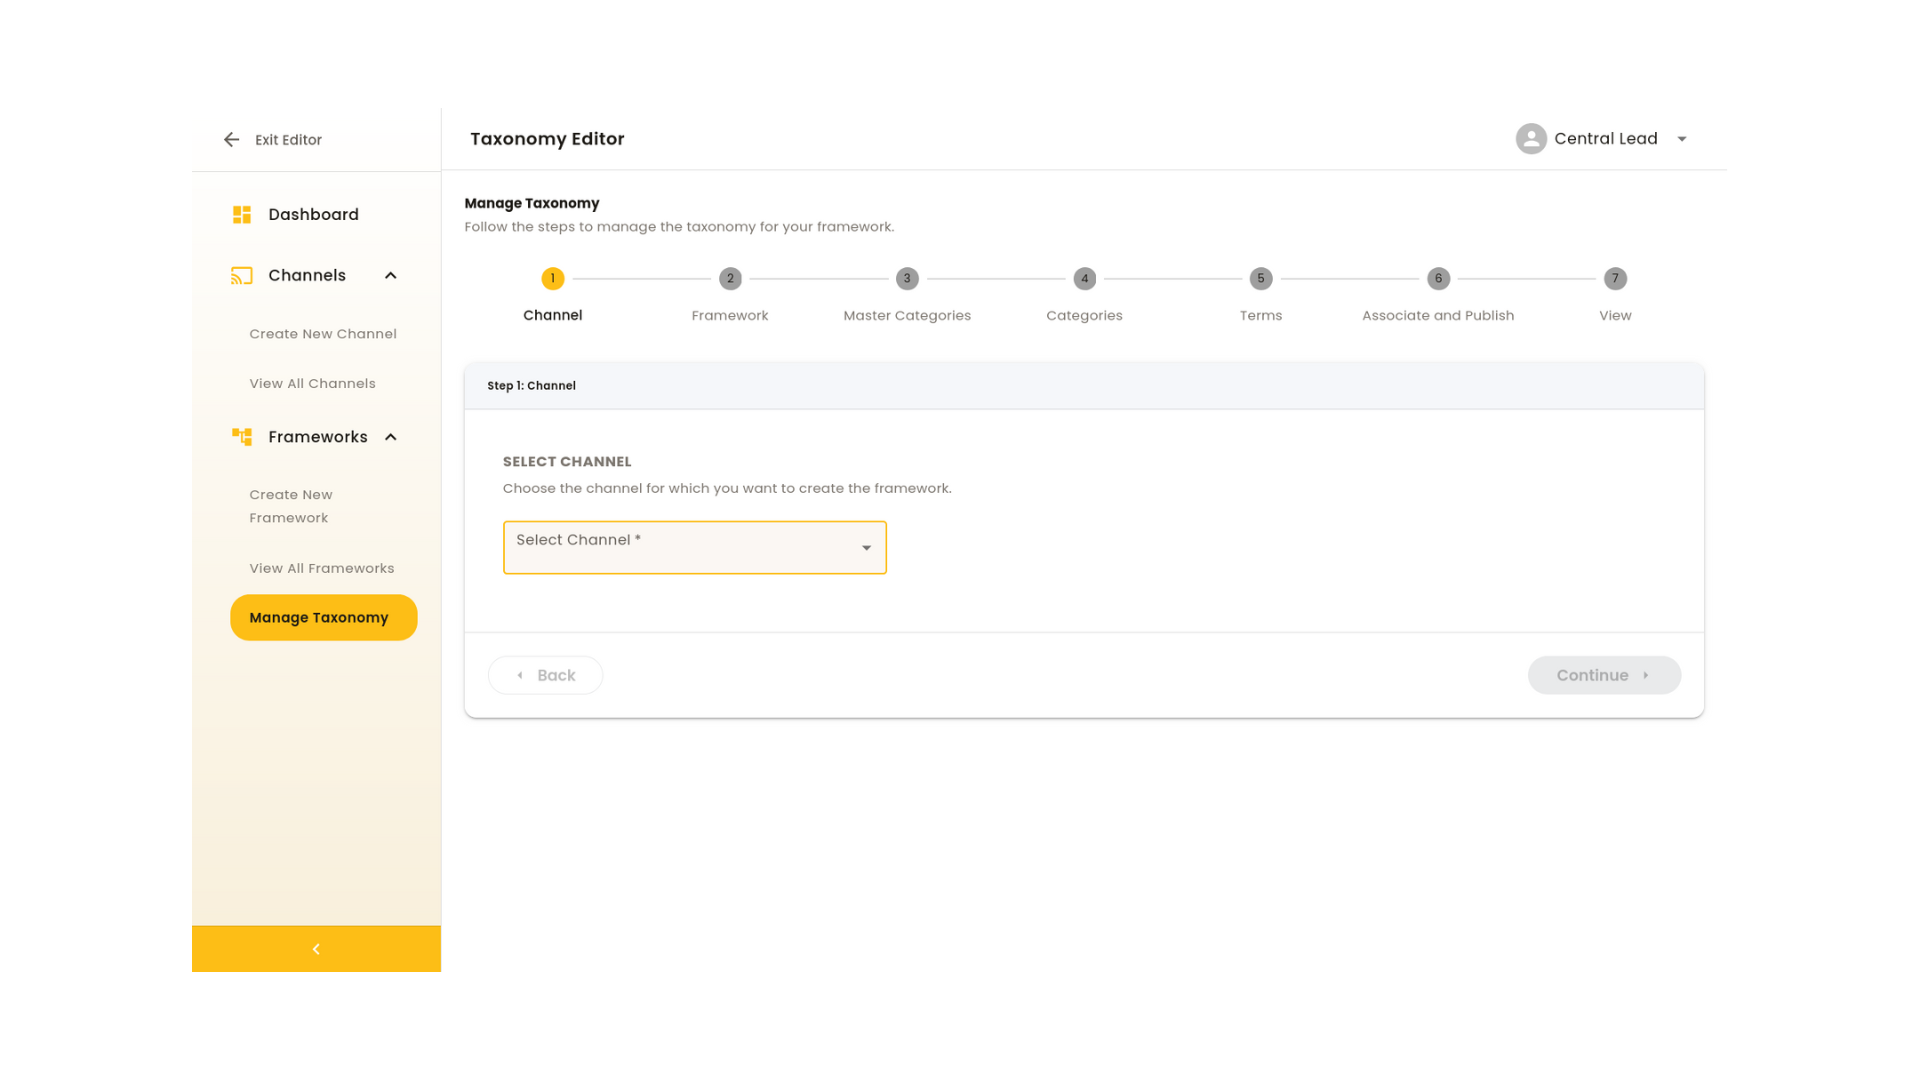 Exit Editor
Taxonomy Editor
Central Lead
Dashboard
Channels
Create New Channel
View All Channels
Frameworks
Create New
Framework
View All Frameworks
Manage Taxonomy
Manage Taxonomy
Follow the steps to manage the taxonomy for your framework.
1
2
3
4
5
6
7
Channel
Framework
Master Categories
Categories
Terms
Associate and Publish
View
Step 1: Channel
SELECT CHANNEL
Choose the channel for which you want to create the framework.
Select Channel *
Back
Continue